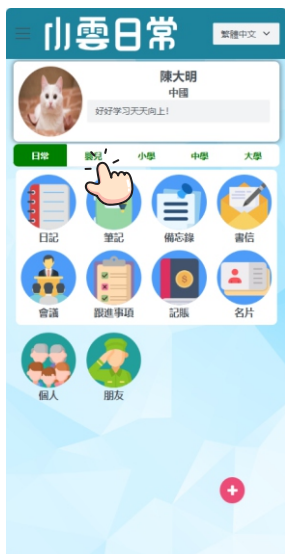 小雲日常
繁體中文
陳大明
中國
好好学习天天向上！
日常
小學
中學
大學
日記
筆記
備忘錄
書信
會議
跟進事項
記賬
名片
個人
朋友